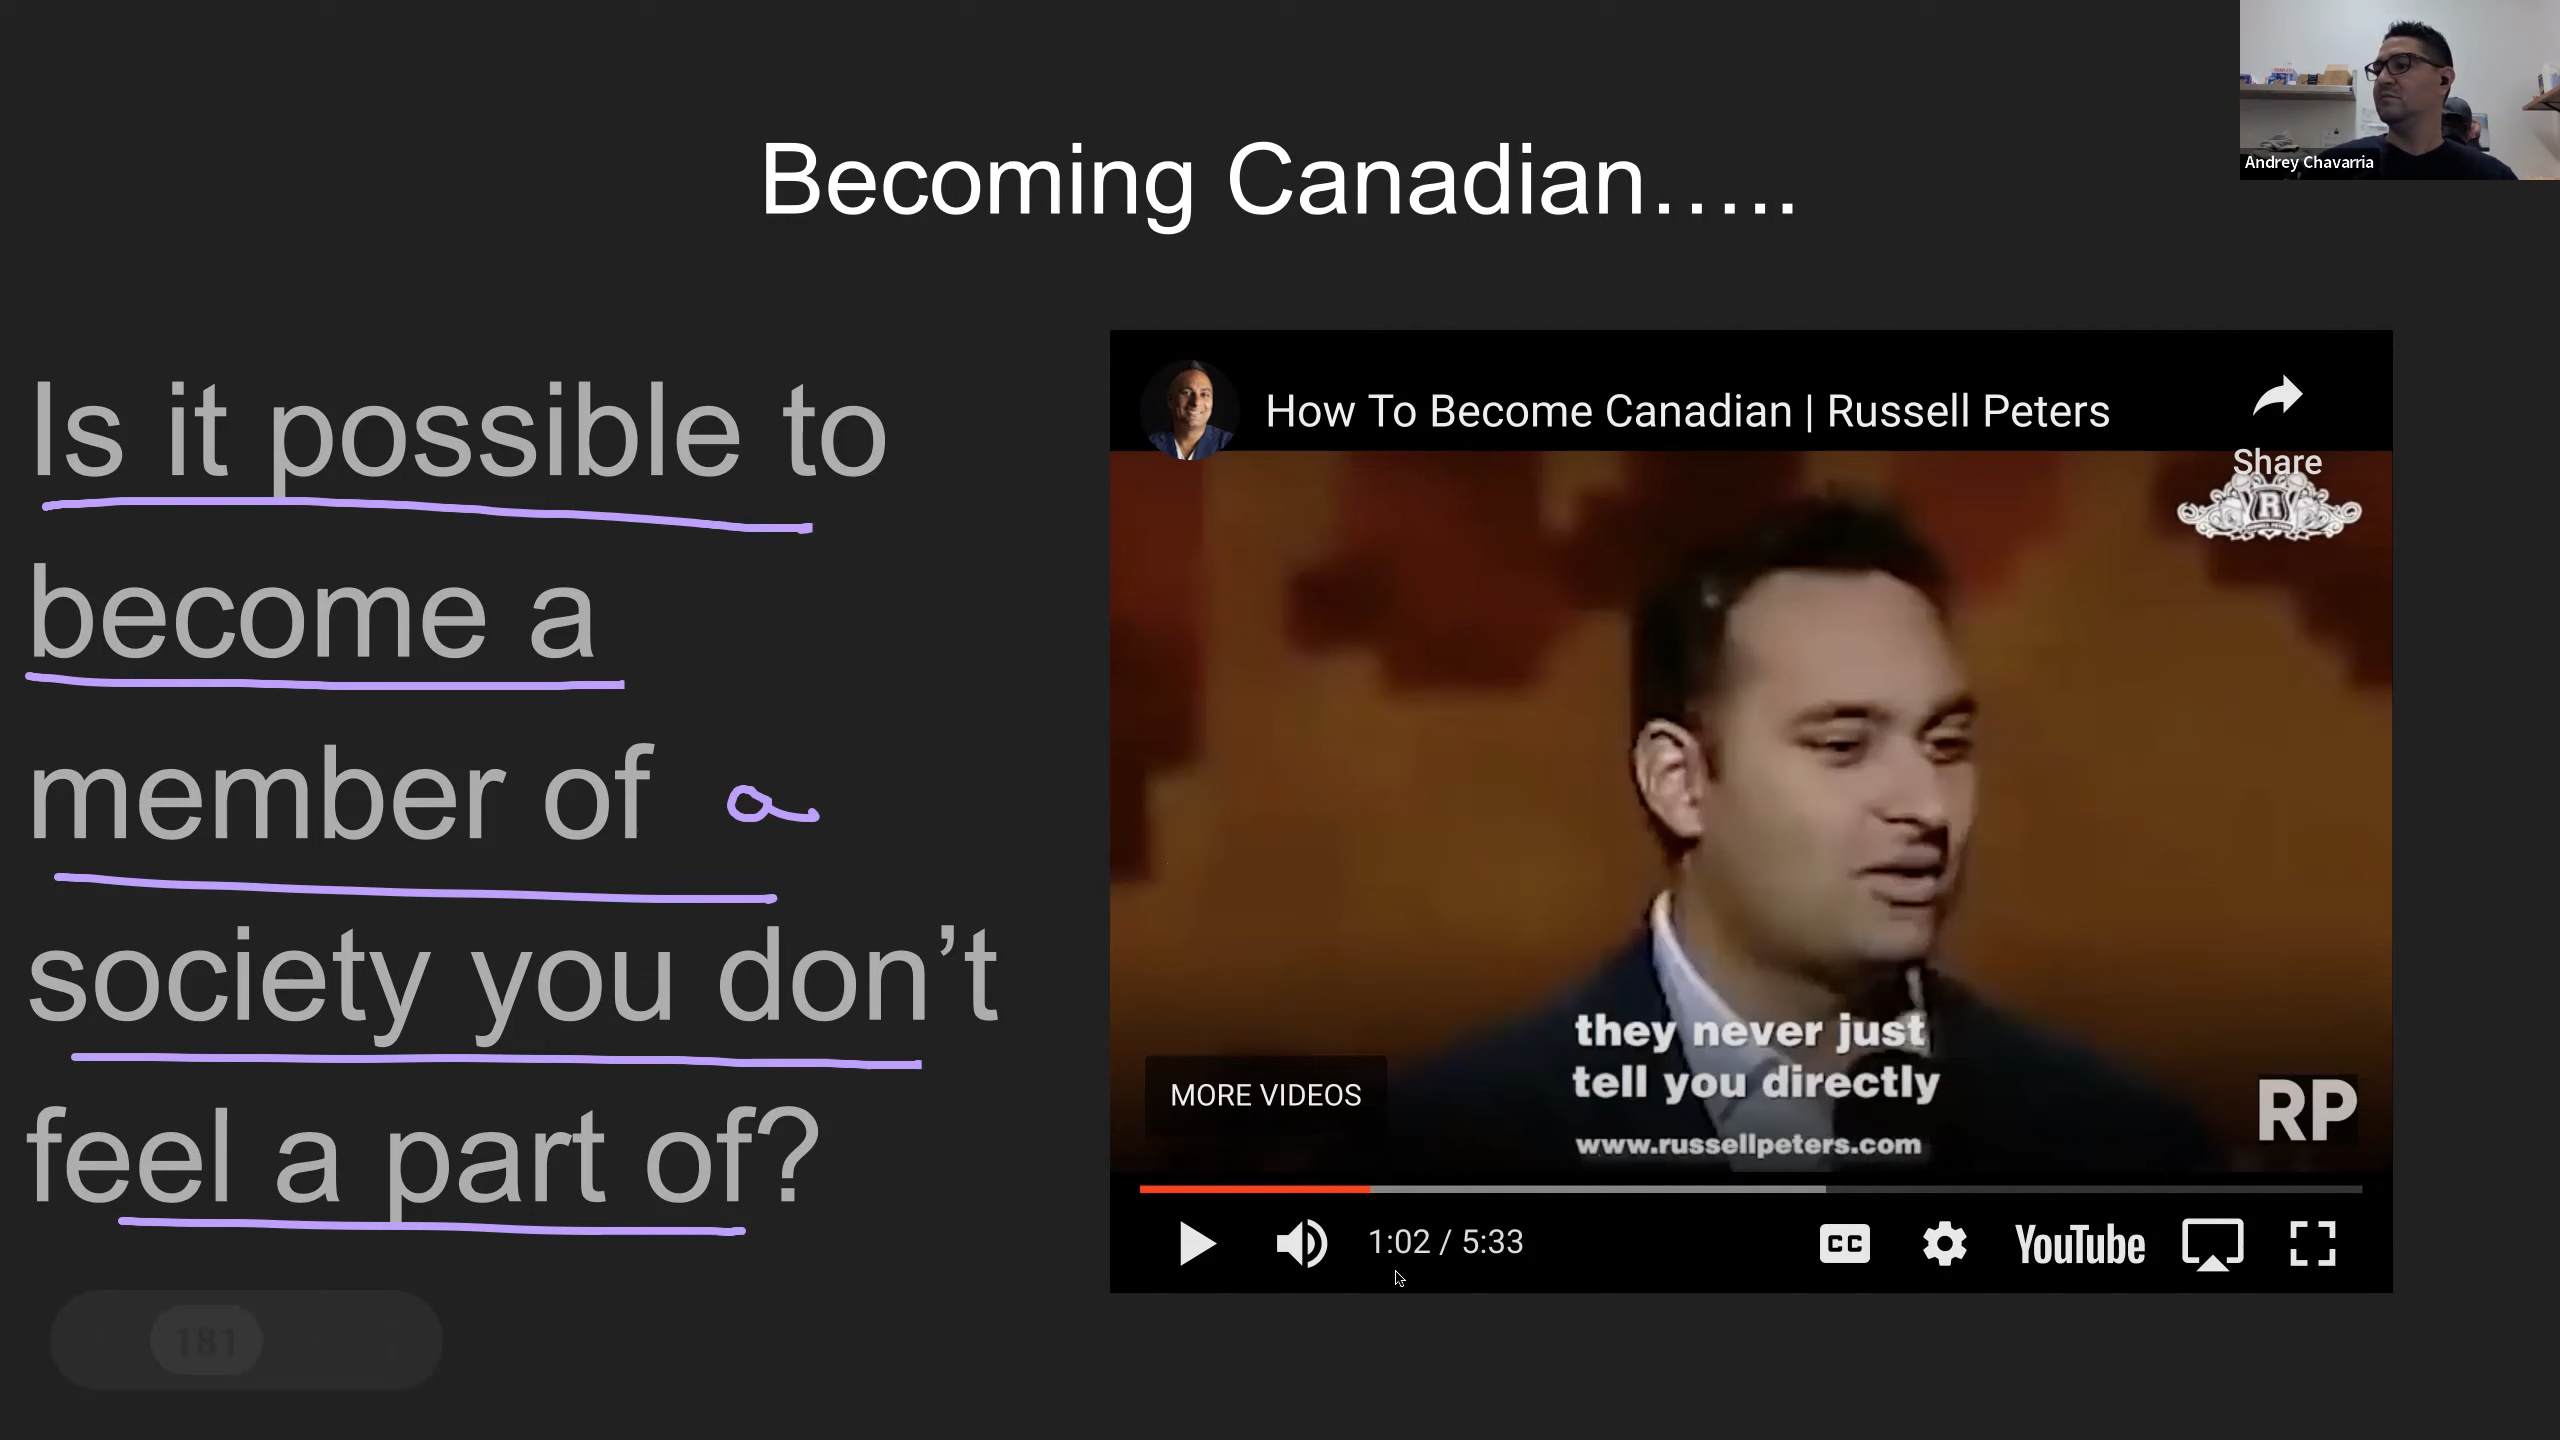 Andrey Chavarria
Becoming Canadian…..
Is it possible to
become a
member of a
society you don’t
feel a part of?
How To Become Canadian | Russell Peters
Share
R
they never just
tell you directly
MORE VIDEOS
www.russellpeters.com
RP
1:02 / 5:33
CC
YouTube
181